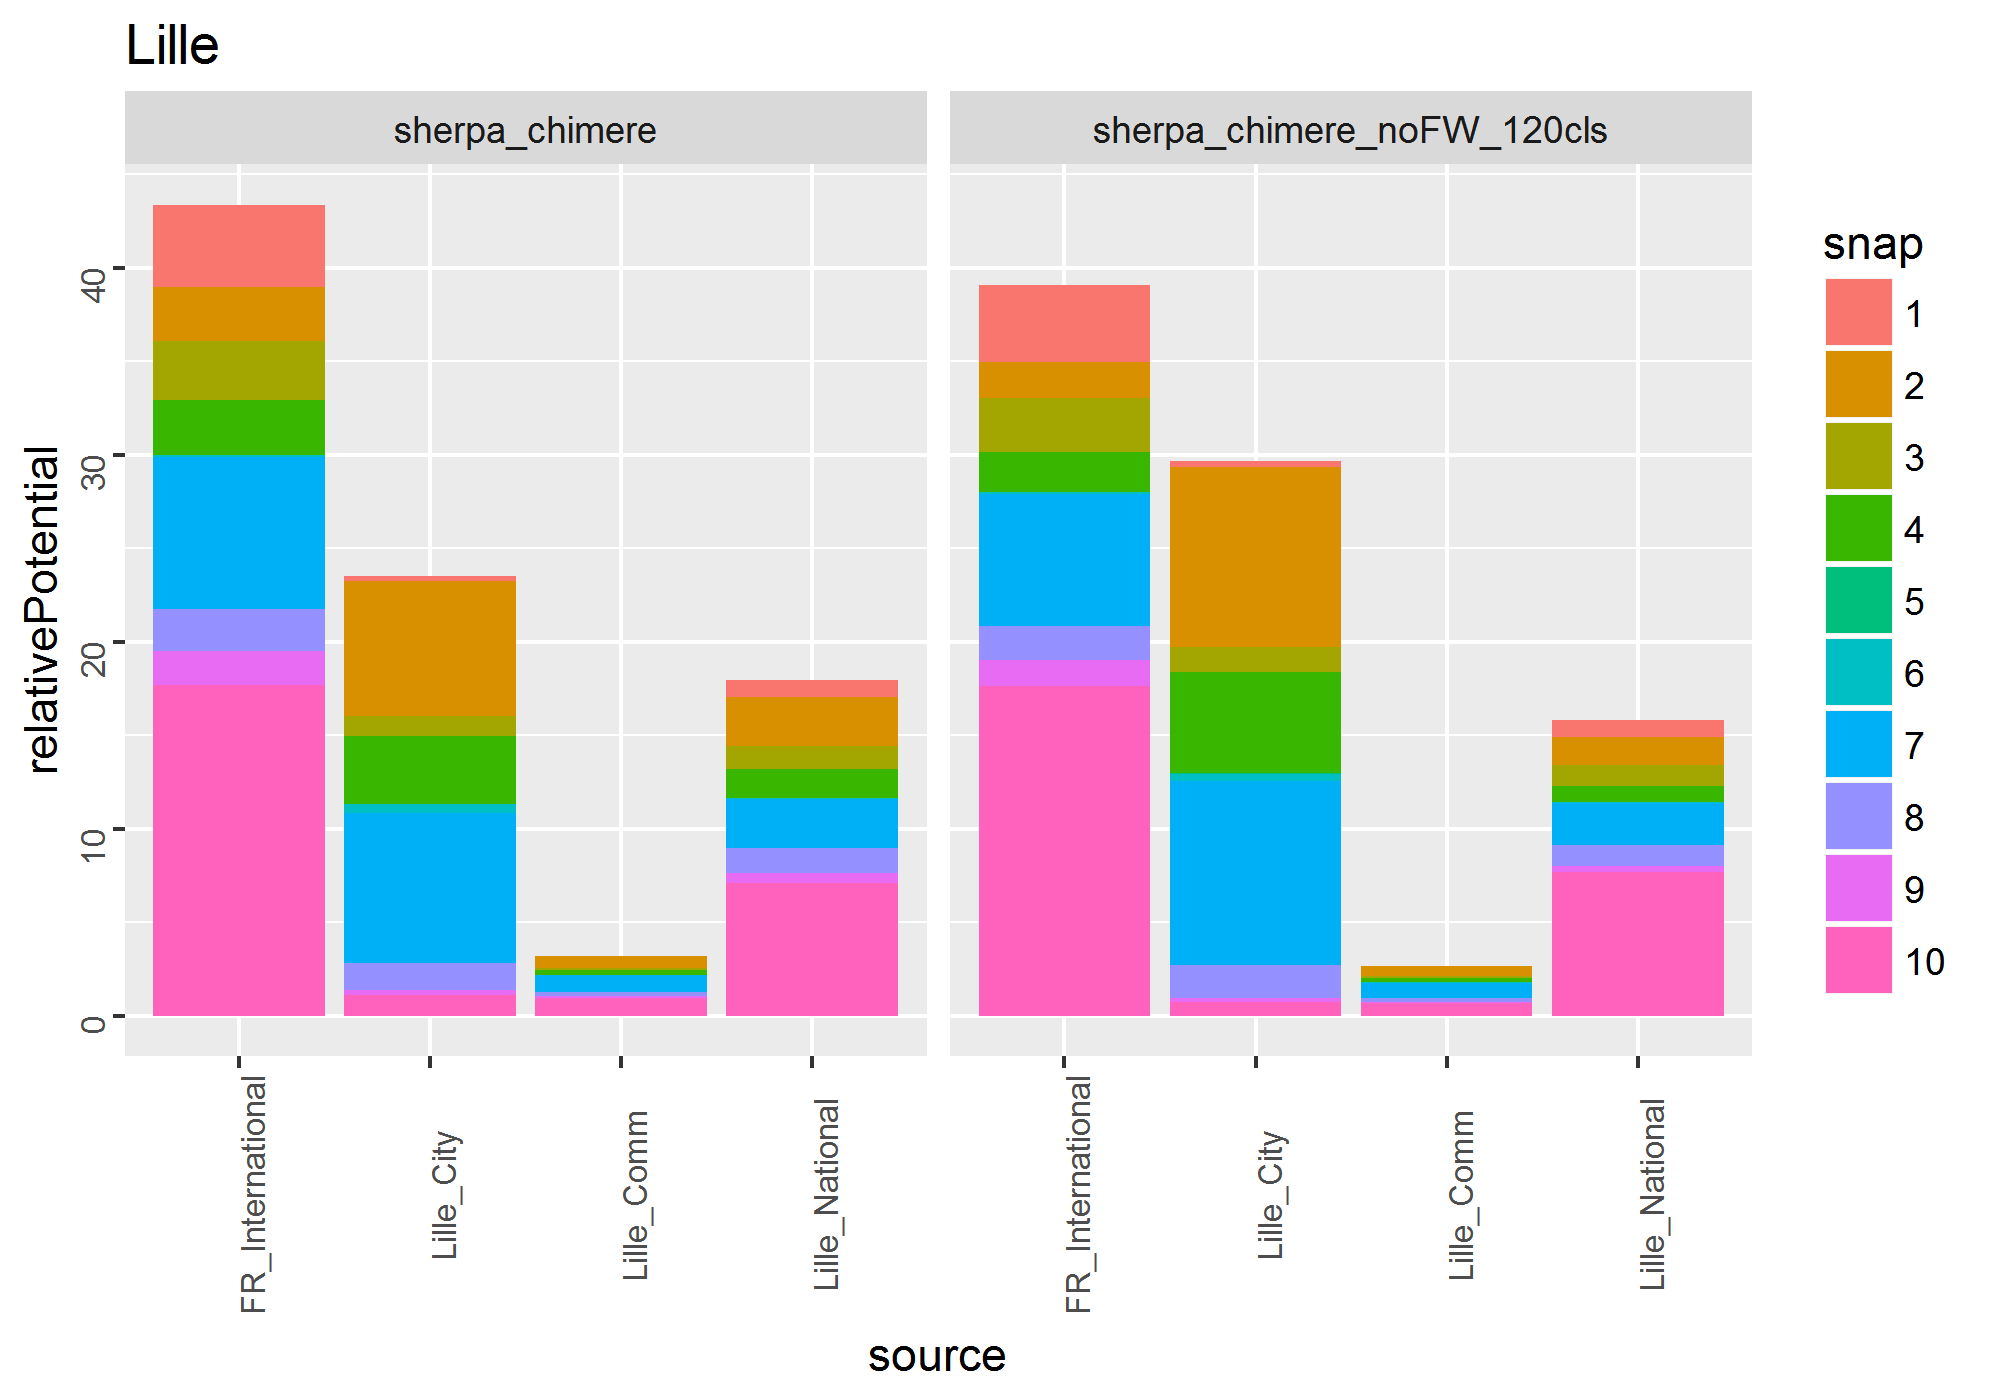 Lille
sherpa_chimere
sherpa_chimere_noFW_120cls
relativePotential
40
30
20
10
0
FR_International
Lille_City
Lille_Comm
Lille_National
FR_International
Lille_City
Lille_Comm
Lille_National
source
snap
1
2
3
4
5
6
7
8
9
10